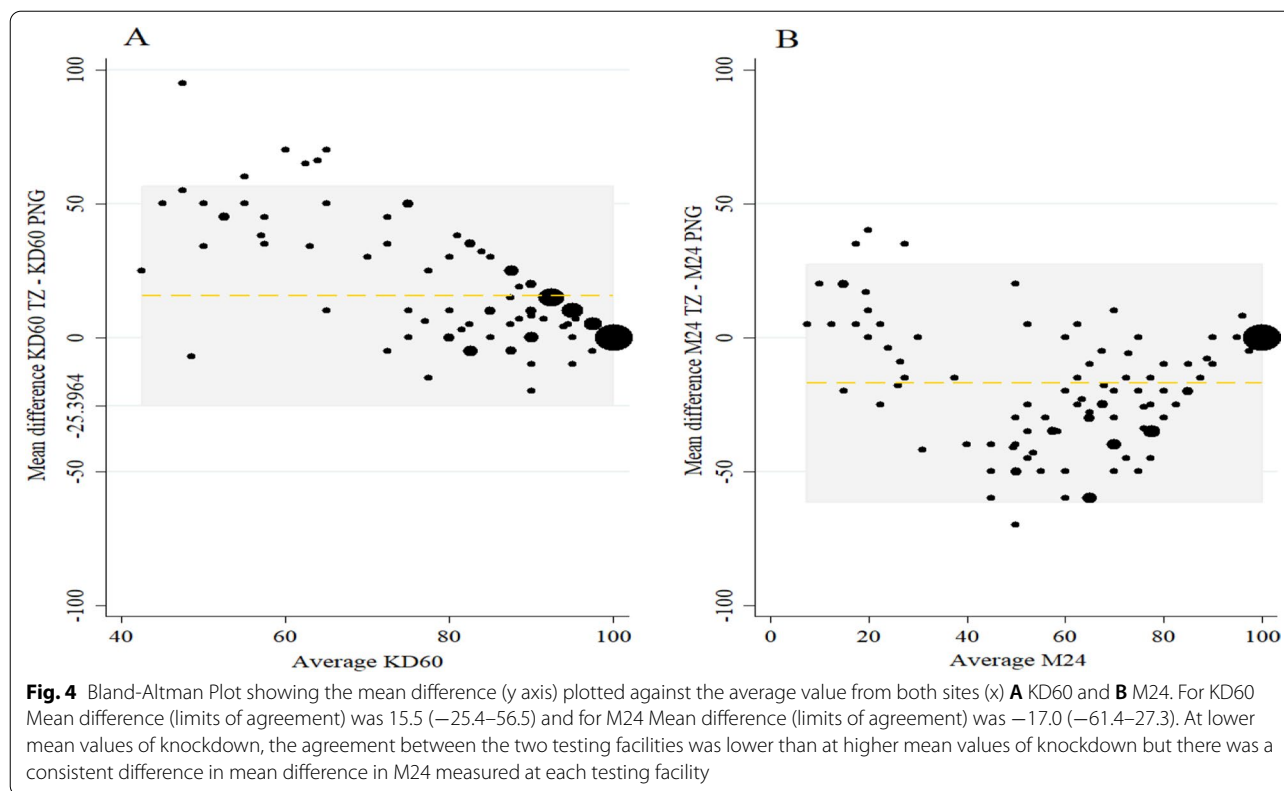 A
B
Mean difference KD60 TZ - KD60 PNG
100
50
0
-25.3964
-50
-100
40
60
80
100
Average KD60
Mean difference M24 TZ - M24 PNG
100
50
0
-50
-100
0
20
40
60
80
100
Average M24
Fig. 4 Bland-Altman Plot showing the mean difference (y axis) plotted against the average value from both sites (x) A KD60 and B M24. For KD60
Mean difference (limits of agreement) was 15.5 (−25.4–56.5) and for M24 Mean difference (limits of agreement) was −17.0 (−61.4–27.3). At lower
mean values of knockdown, the agreement between the two testing facilities was lower than at higher mean values of knockdown but there was a
consistent difference in mean difference in M24 measured at each testing facility